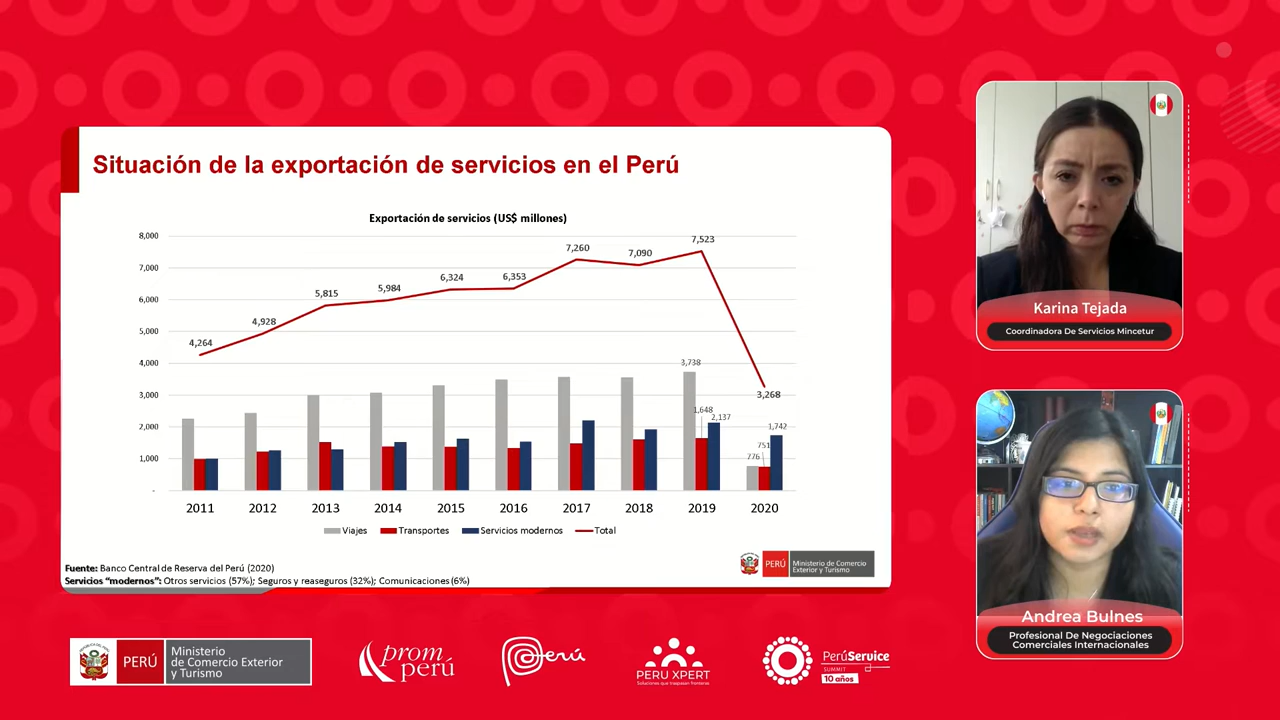 Situación de la exportación de servicios en el Perú
Exportación de servicios (US$ millones)
8,000
7,000
6,000
5,000
4,000
3,000
2,000
1,000
-
4,264
4,928
5,815
5,984
6,324
6,353
7,260
7,090
7,523
3,268
3,738
1,648
2,137
776
751
1,742
2011
2012
2013
2014
2015
2016
2017
2018
2019
2020
Viajes
Transportes
Servicios modernos
Total
Fuente: Banco Central de Reserva del Perú (2020)
Servicios “modernos”: Otros servicios (57%); Seguros y reaseguros (32%); Comunicaciones (6%)
PERÚ
Ministerio de Comercio
Exterior y Turismo
Karina Tejada
Coordinadora De Servicios Mincetur
Andrea Bulnes
Profesional De Negociaciones
Comerciales Internacionales
PERÚ
Ministerio
de Comercio Exterior
y Turismo
prom
perú
Perú
PERU XPERT
Soluciones que traspasan fronteras
PerúService
SUMMIT
10 años